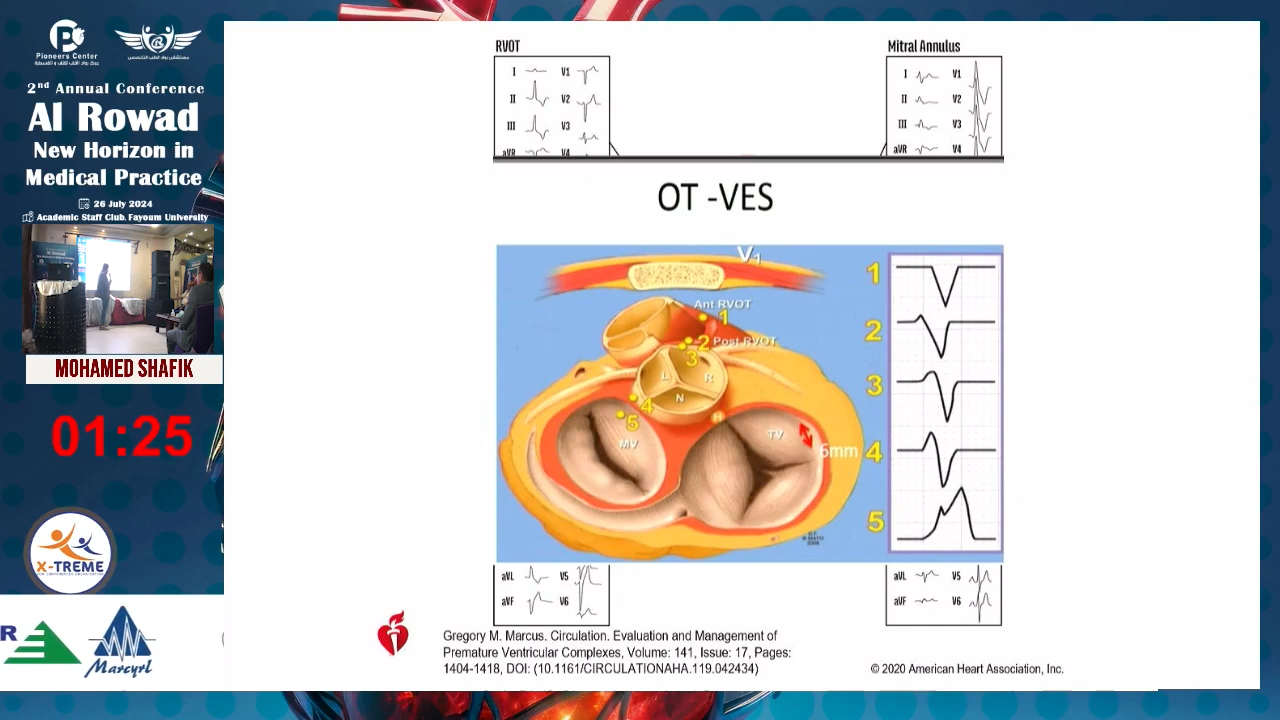 Pioneers Center
2nd Annual Conference
Al Rowad
New Horizon in
Medical Practice
26 July 2024
Academic Staff Club, Fayoum University
Al Rowad
MOHAMED SHAFIK
01:25
X-TREME
RE
Marcyrl
RVOT
I V1
II V2
III V3
aVR V4
Mitral Annulus
I V1
II V2
III V3
aVR V4
OT -VES
V1
Ant RVOT
1
2 Post RVOT
3
L R
N
4
5
H
MV
TV
6mm
1
2
3
4
5
aVL V5
aVF V6
aVL V5
aVF V6
Gregory M. Marcus. Circulation. Evaluation and Management of
Premature Ventricular Complexes, Volume: 141, Issue: 17, Pages:
1404-1418, DOI: (10.1161/CIRCULATIONAHA.119.042434)
© 2020 American Heart Association, Inc.